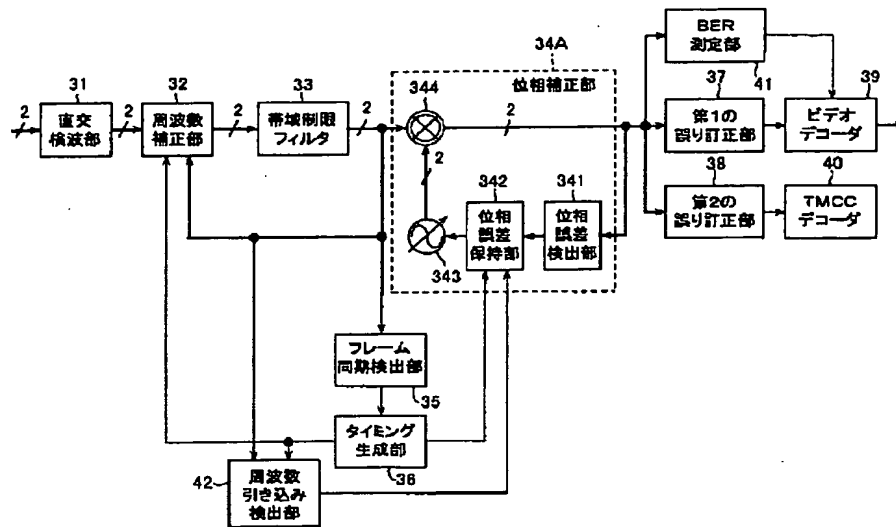 34A
BER
測定部
41
31
32
33
344
位相補正部
37
39
2
直交
検波部
2
周波数
補正部
2
帯域制限
フィルタ
2
2
第1の
誤り訂正部
ビデオ
デコーダ
2
342
341
38
40
位相
誤差
保持部
位相
誤差
検出部
第2の
誤り訂正部
TMCC
デコーダ
343
フレーム
同期検出部
35
タイミング
生成部
36
42
周波数
引き込み
検出部